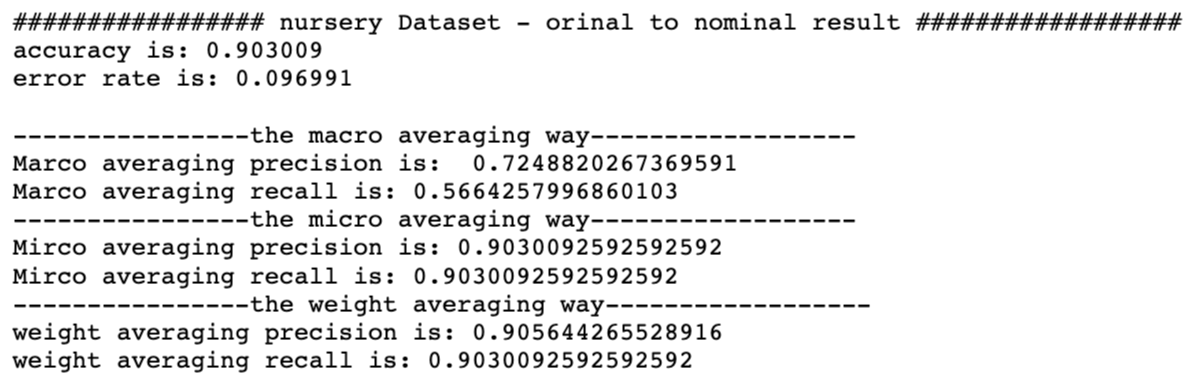 ################# nursery Dataset - orinal to nominal result ##################
accuracy is: 0.903009
error rate is: 0.096991
----------------the macro averaging way------------------
Marco averaging precision is:  0.7248820267369591
Marco averaging recall is: 0.5664257996860103
----------------the micro averaging way------------------
Mirco averaging precision is: 0.9030092592592592
Mirco averaging recall is: 0.9030092592592592
----------------the weight averaging way------------------
weight averaging precision is: 0.905644265528916
weight averaging recall is: 0.9030092592592592